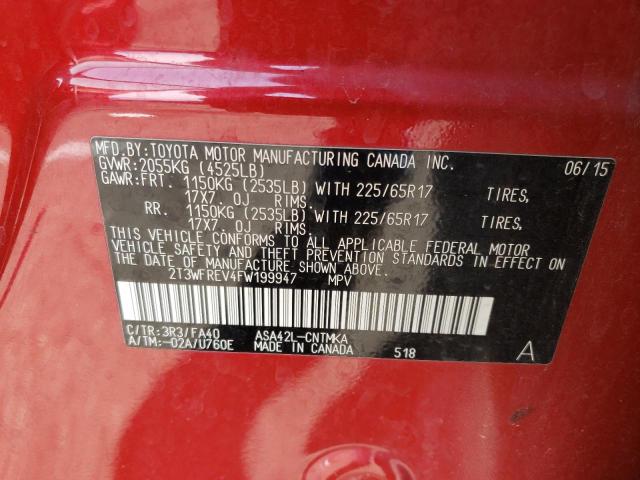 MFD.BY:TOYOTA MOTOR MANUFACTURING CANADA INC. 06/15
GVWR:2055KG (4525LB)
GAWR:FRT. 1150KG (2535LB) WITH 225/65R17 TIRES,
17X7.0J RIMS.
RR. 1150KG (2535LB) WITH 225/65R17 TIRES,
17X7.0J RIMS.
THIS VEHICLE CONFORMS TO ALL APPLICABLE FEDERAL MOTOR
VEHICLE SAFETY AND THEFT PREVENTION STANDARDS IN EFFECT ON
THE DATE OF MANUFACTURE SHOWN ABOVE.
2T3WFREV4FW199947 MPV
C/TR:3R3/FA40 ASA42L-CNTMKA
A/TM:-02A/U760E MADE IN CANADA 518 A